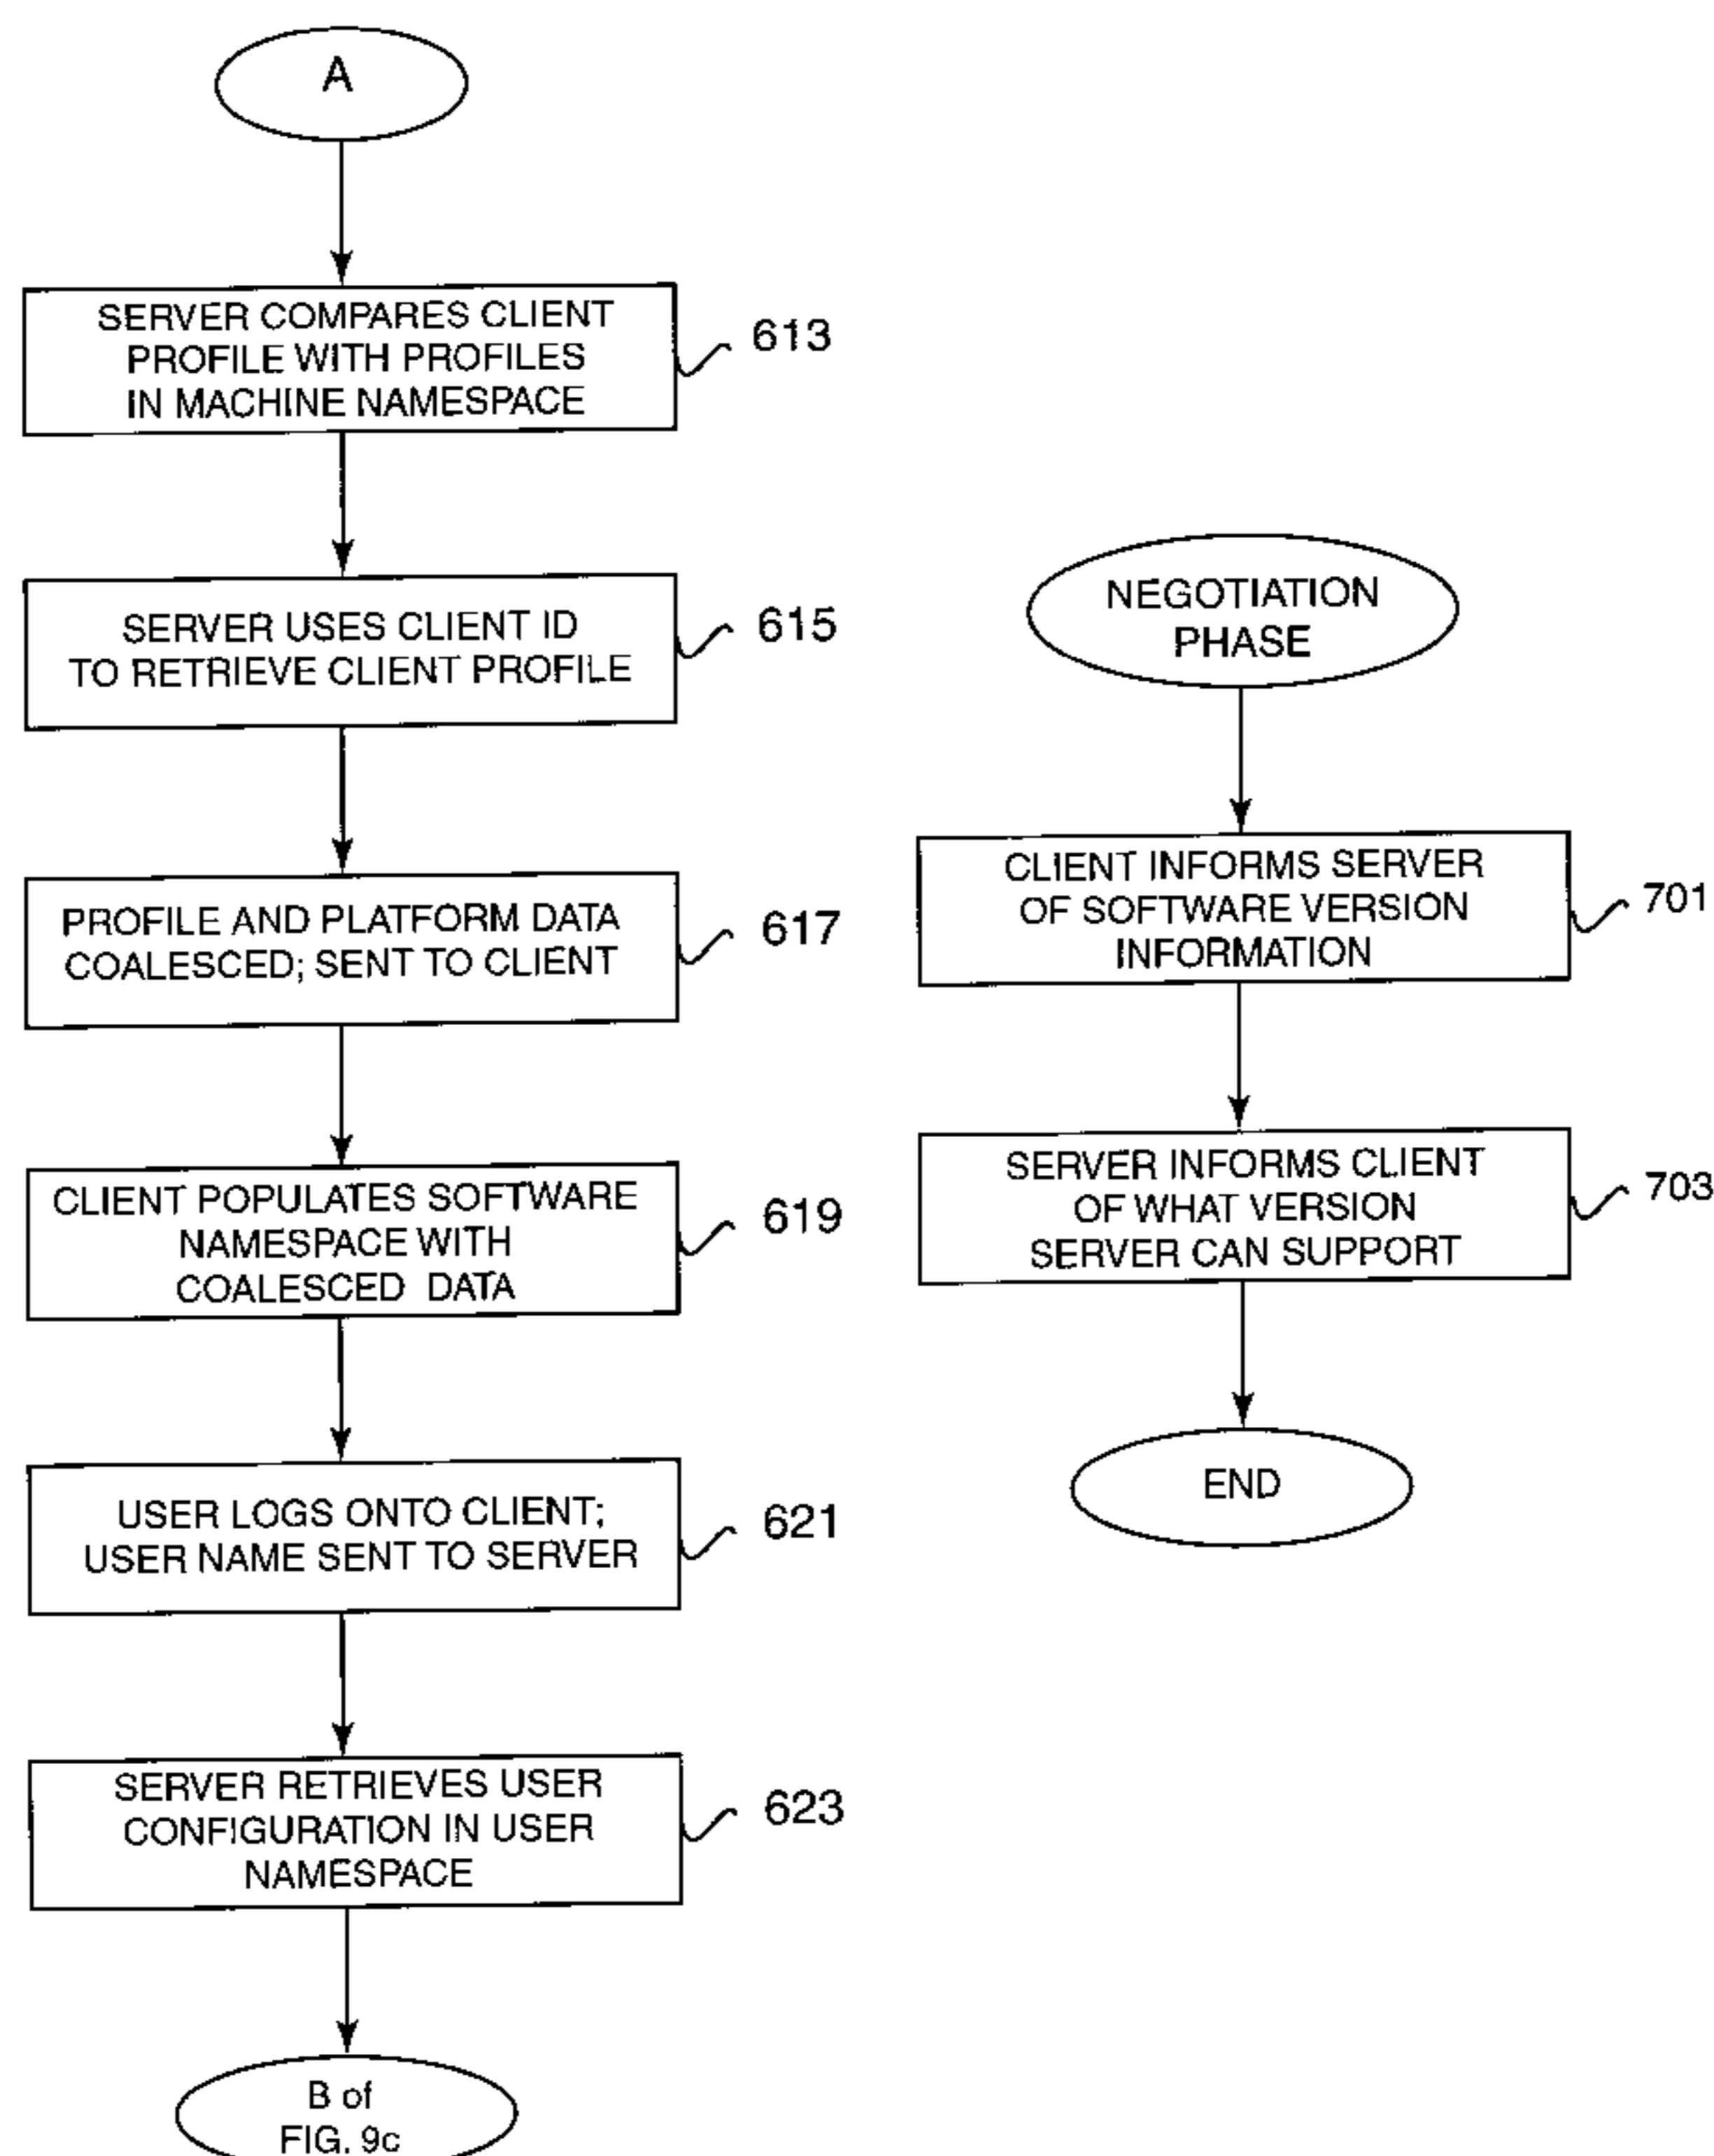 A
SERVER COMPARES CLIENT
PROFILE WITH PROFILES
IN MACHINE NAMESPACE
613
SERVER USES CLIENT ID
TO RETRIEVE CLIENT PROFILE
615
PROFILE AND PLATFORM DATA
COALESCED; SENT TO CLIENT
617
CLIENT POPULATES SOFTWARE
NAMESPACE WITH
COALESCED DATA
619
USER LOGS ONTO CLIENT;
USER NAME SENT TO SERVER
621
SERVER RETRIEVES USER
CONFIGURATION IN USER
NAMESPACE
623
B of
FIG. 9c
NEGOTIATION
PHASE
CLIENT INFORMS SERVER
OF SOFTWARE VERSION
INFORMATION
701
SERVER INFORMS CLIENT
OF WHAT VERSION
SERVER CAN SUPPORT
703
END